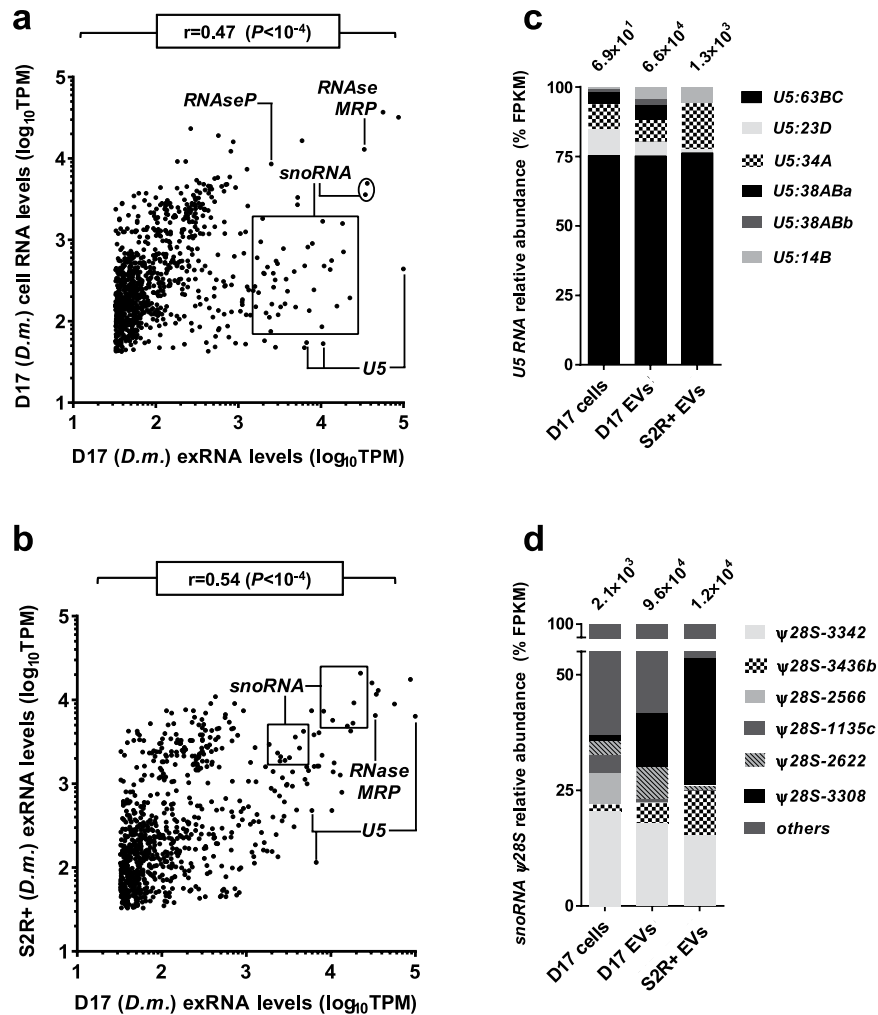 a
r=0.47 (P<10⁻⁴)
D17 (D.m.) cell RNA levels (log₁₀TPM)
5
4
3
2
1
RNAseP
RNAse
MRP
snoRNA
U5
1 2 3 4 5
D17 (D.m.) exRNA levels (log₁₀TPM)
b
r=0.54 (P<10⁻⁴)
S2R+ (D.m.) exRNA levels (log₁₀TPM)
5
4
3
2
1
snoRNA
RNase
MRP
U5
1 2 3 4 5
D17 (D.m.) exRNA levels (log₁₀TPM)
c
6.9×10¹
6.6×10⁴
1.3×10³
U5 RNA relative abundance (% FPKM)
100
75
50
25
0
D17 cells
D17 EVs
S2R+ EVs
U5:63BC
U5:23D
U5:34A
U5:38ABa
U5:38ABb
U5:14B
d
2.1×10³
9.6×10⁴
1.2×10⁴
snoRNA ψ28S relative abundance (% FPKM)
100
50
25
0
D17 cells
D17 EVs
S2R+ EVs
ψ28S-3342
ψ28S-3436b
ψ28S-2566
ψ28S-1135c
ψ28S-2622
ψ28S-3308
others